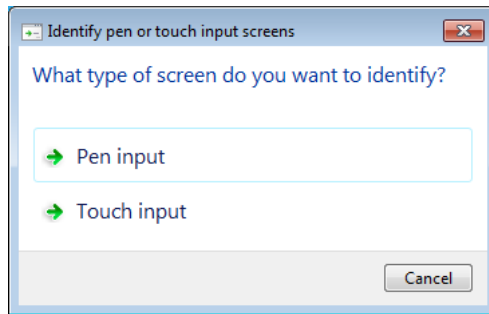 Identify pen or touch input screens
What type of screen do you want to identify?
Pen input
Touch input
Cancel